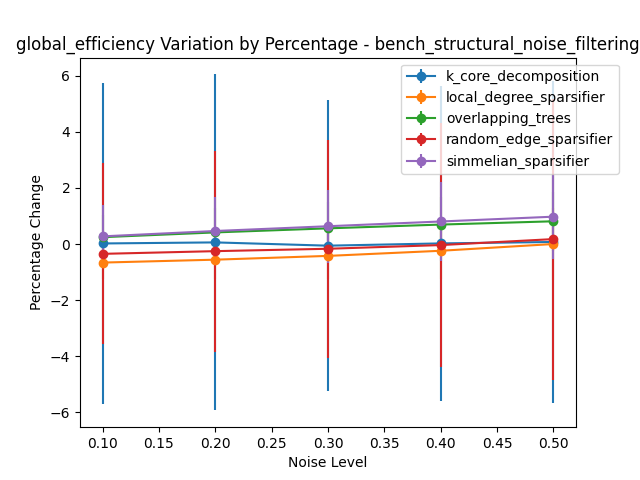 global_efficiency Variation by Percentage - bench_structural_noise_filtering
k_core_decomposition
local_degree_sparsifier
overlapping_trees
random_edge_sparsifier
simmelian_sparsifier
Percentage Change
6
4
2
0
−2
−4
−6
0.10 0.15 0.20 0.25 0.30 0.35 0.40 0.45 0.50
Noise Level